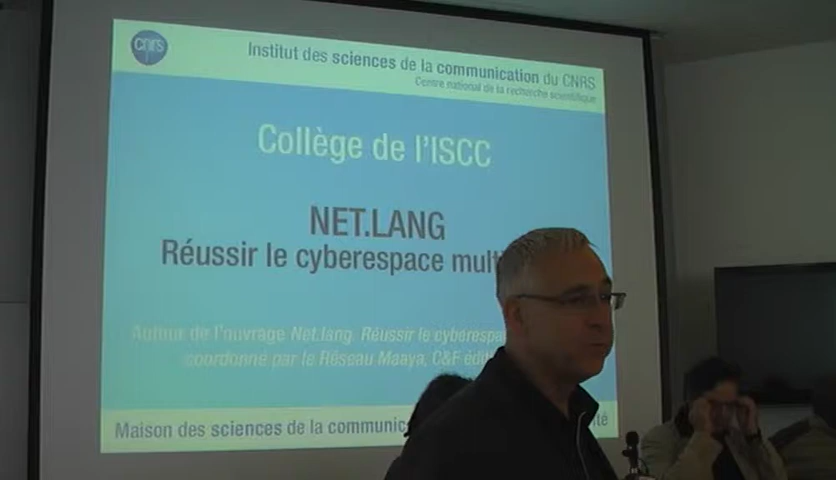 cnrs
Institut des sciences de la communication du CNRS
Centre national de la recherche scientifique
Collège de l'ISCC
NET.LANG
Réussir le cyberespace mult
Autour de l'ouvrage Net.lang. Réussir le cyberespa
coordonné par le Réseau Maaya, C&F édit
Maison des sciences de la communic ité